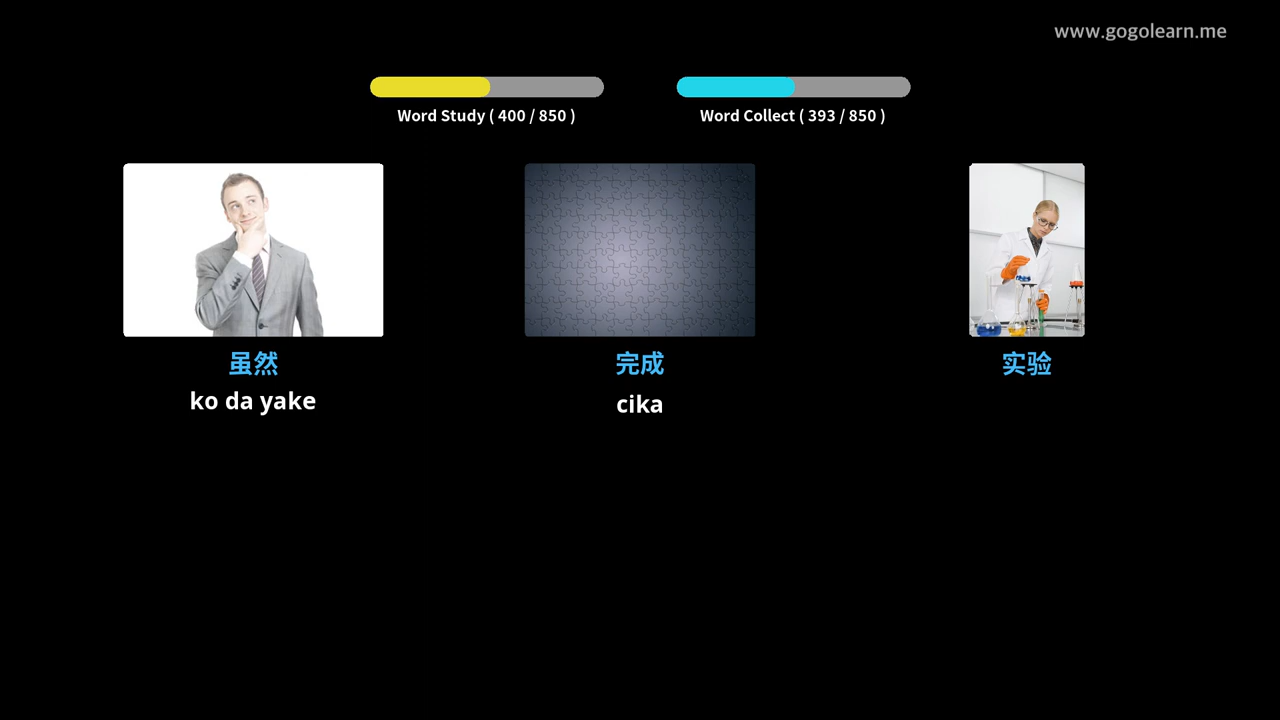 www.gogolearn.me
Word Study ( 400 / 850 )
Word Collect ( 393 / 850 )
虽然
完成
实验
ko da yake
cika